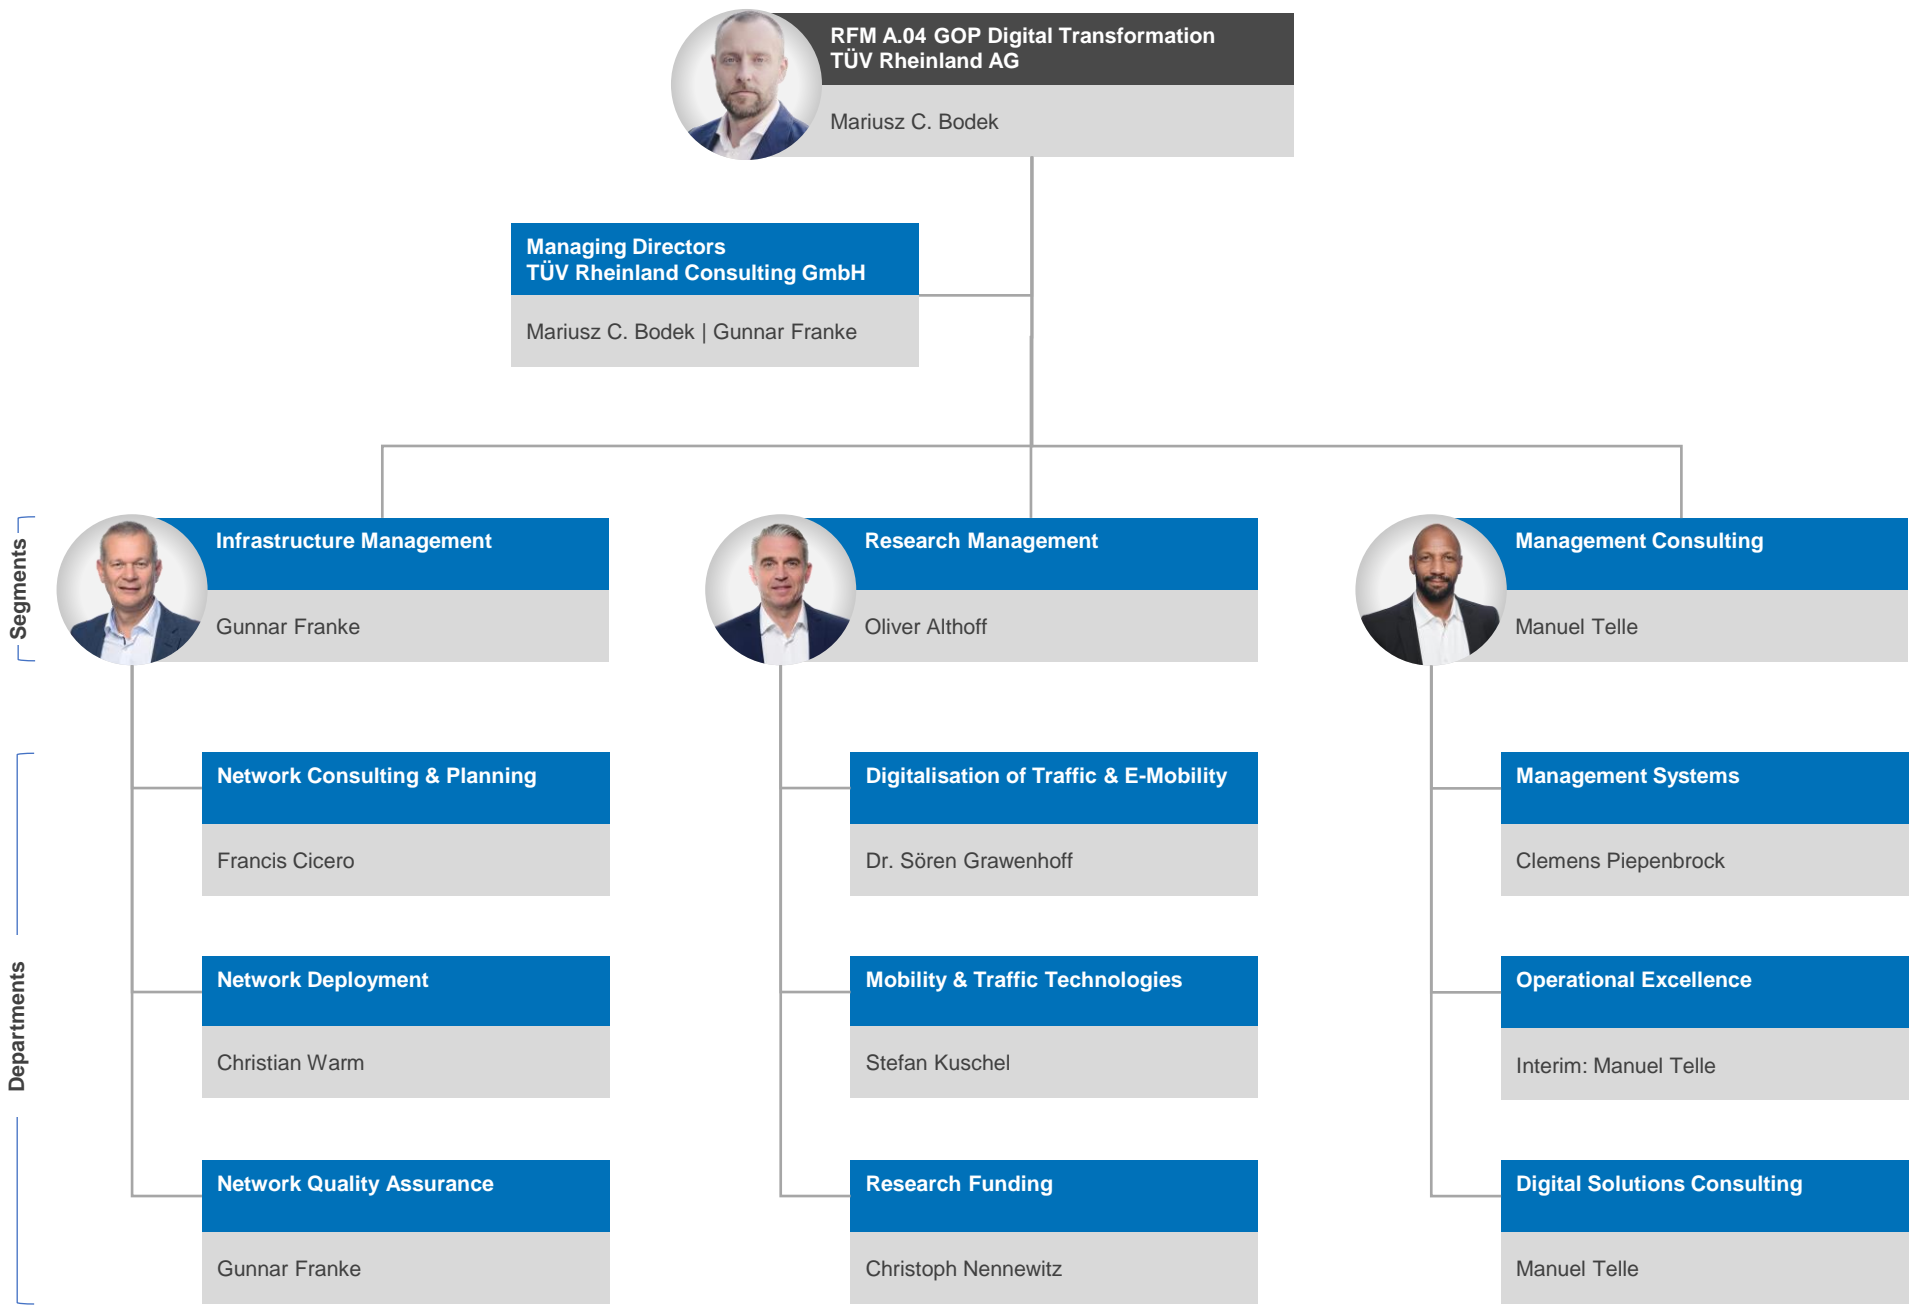 RFM A.04 GOP Digital Transformation
TÜV Rheinland AG
Mariusz C. Bodek
Managing Directors
TÜV Rheinland Consulting GmbH
Mariusz C. Bodek | Gunnar Franke
Segments
Infrastructure Management
Gunnar Franke
Research Management
Oliver Althoff
Management Consulting
Manuel Telle
Departments
Network Consulting & Planning
Francis Cicero
Digitalisation of Traffic & E-Mobility
Dr. Sören Grawenhoff
Management Systems
Clemens Piepenbrock
Network Deployment
Christian Warm
Mobility & Traffic Technologies
Stefan Kuschel
Operational Excellence
Interim: Manuel Telle
Network Quality Assurance
Gunnar Franke
Research Funding
Christoph Nennewitz
Digital Solutions Consulting
Manuel Telle